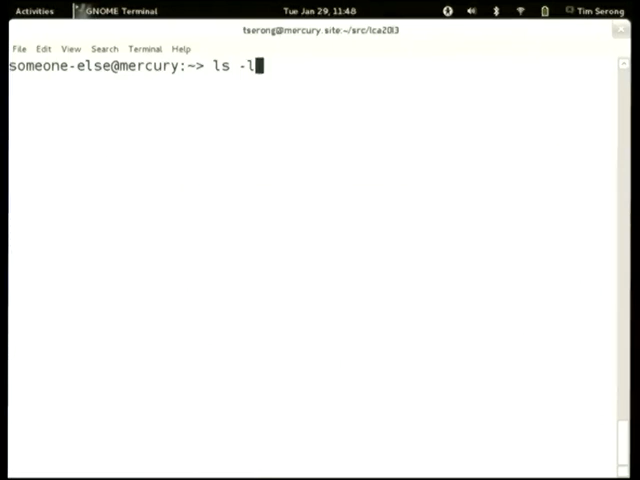 Activities GNOME Terminal Tue Jan 29, 11:48 Tim Serong
tserong@mercury.site:~/src/lca2013
File Edit View Search Terminal Help
someone-else@mercury:~> ls -l